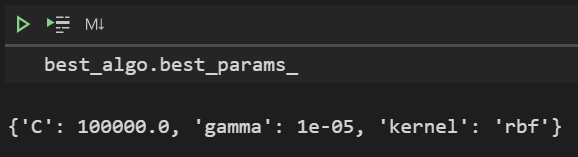 M↓
best_algo.best_params_
{'C': 100000.0, 'gamma': 1e-05, 'kernel': 'rbf'}